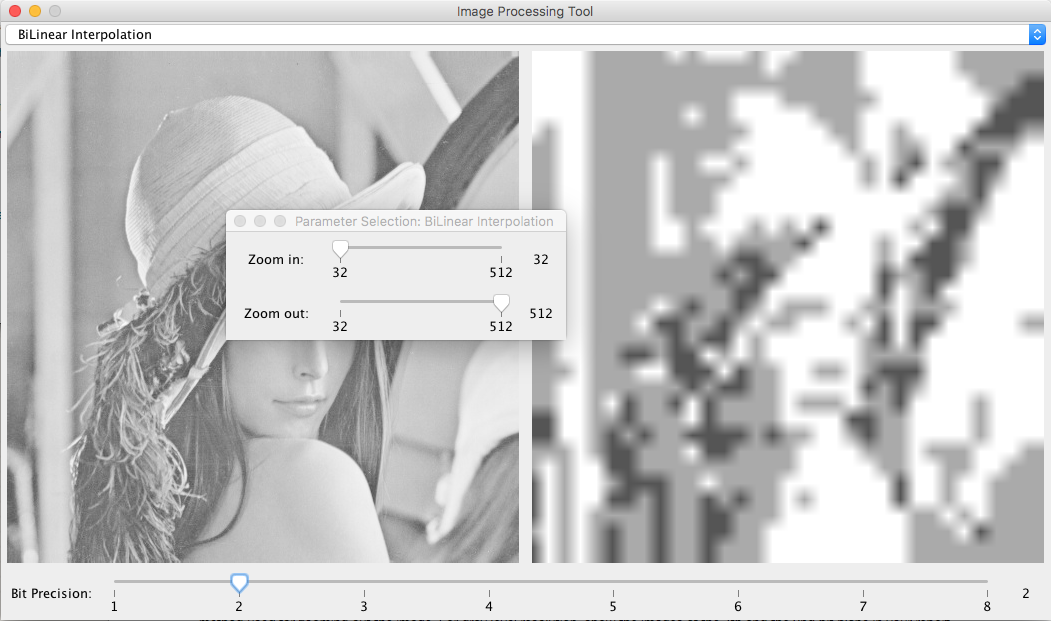 Image Processing Tool
BiLinear Interpolation
Parameter Selection: BiLinear Interpolation
Zoom in: 32
32 512
Zoom out: 512
32 512
Bit Precision: 2
1 2 3 4 5 6 7 8